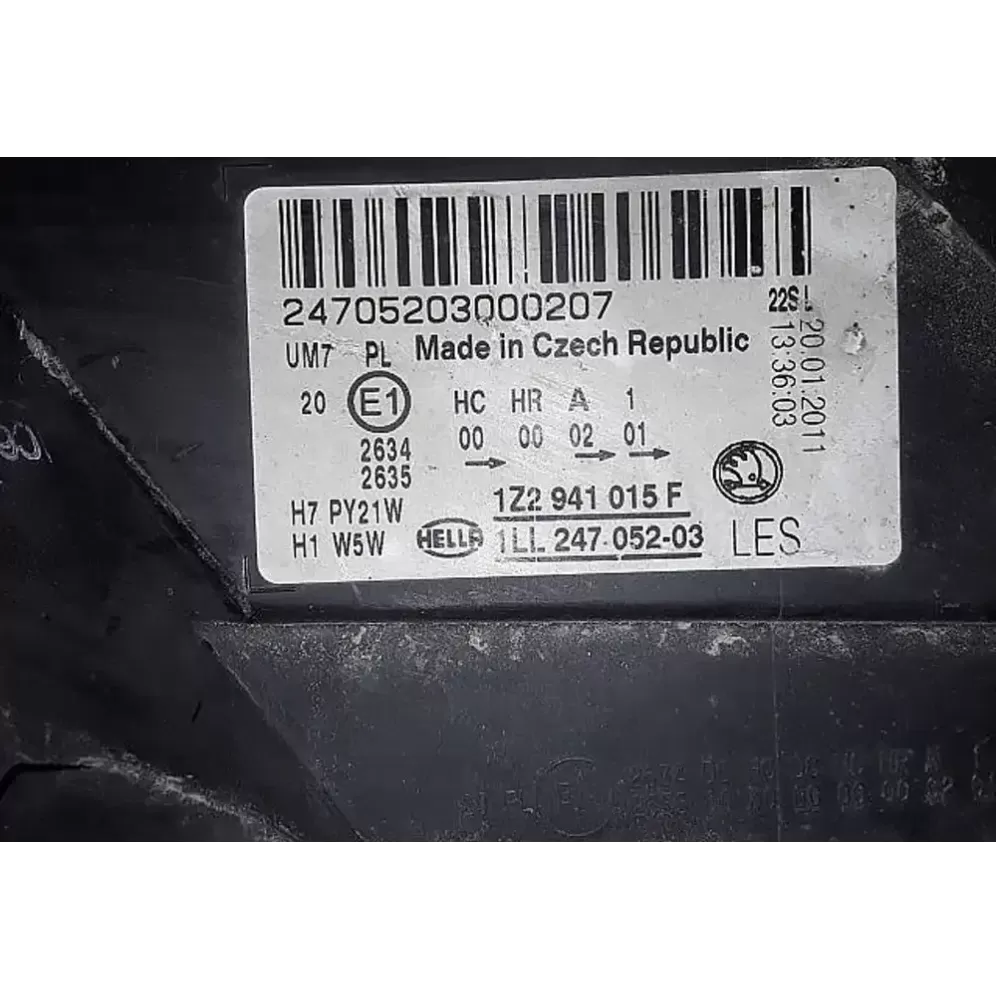 24705203000207
22SL
20.01.2011
13:36:03
UM7 PL Made in Czech Republic
20 E1 HC HR A 1
2634 00 00 02 01
2635
H7 PY21W 1Z2 941 015 F
H1 W5W HELLA 1LL 247 052-03 LES